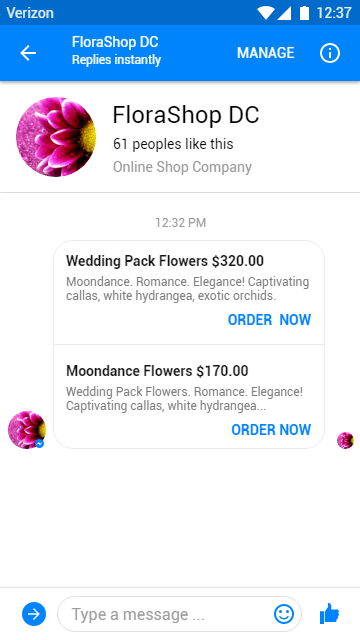 Verizon 12:37
FloraShop DC
Replies instantly
MANAGE
FloraShop DC
61 peoples like this
Online Shop Company
12:32 PM
Wedding Pack Flowers $320.00
Moondance. Romance. Elegance! Captivating
callas, white hydrangea, exotic orchids.
ORDER NOW
Moondance Flowers $170.00
Wedding Pack Flowers. Romance. Elegance!
Captivating callas, white hydrangea...
ORDER NOW
Type a message ...